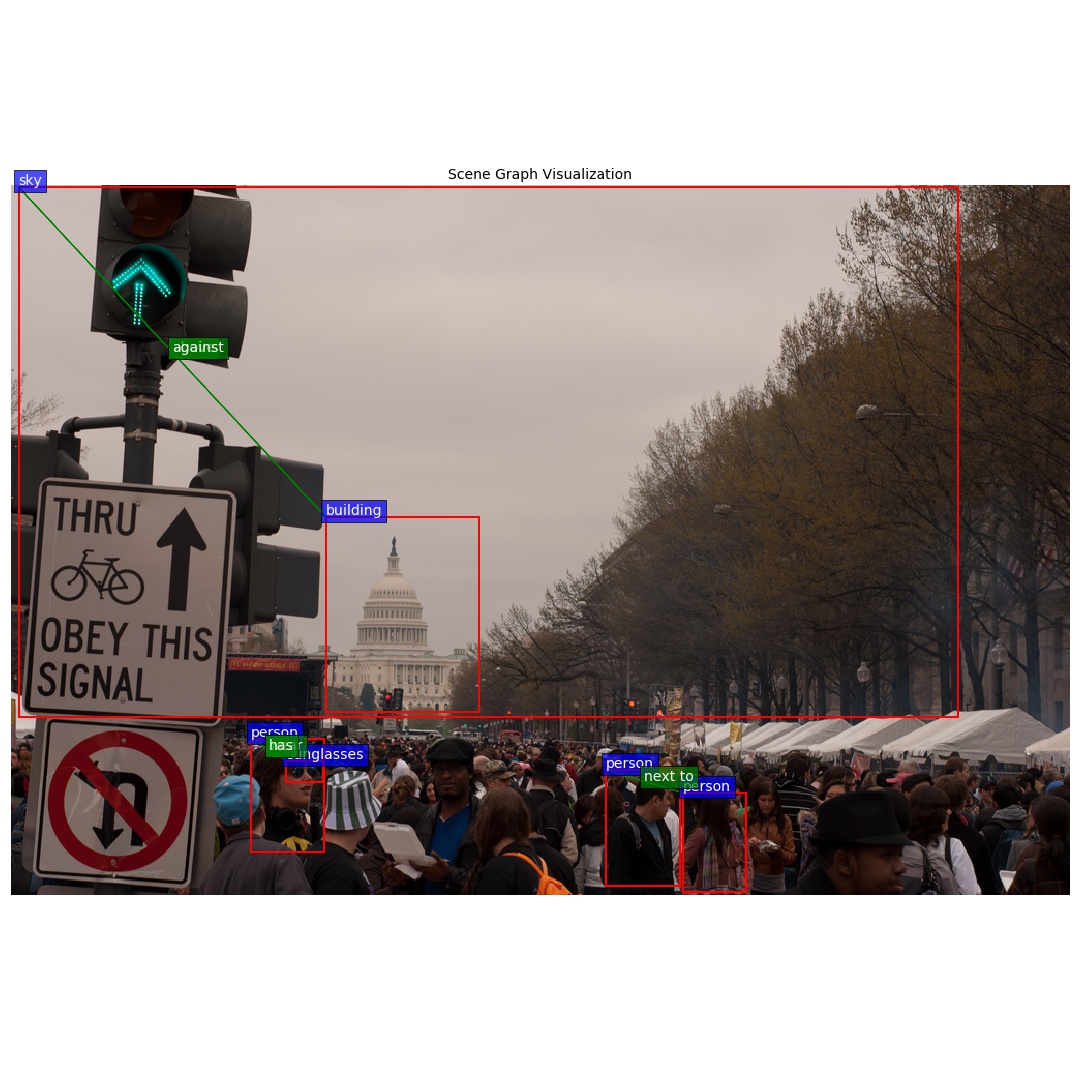 Scene Graph Visualization
sky
against
building
THRU
OBEY THIS
SIGNAL
person
has
sunglasses
person
next to
person